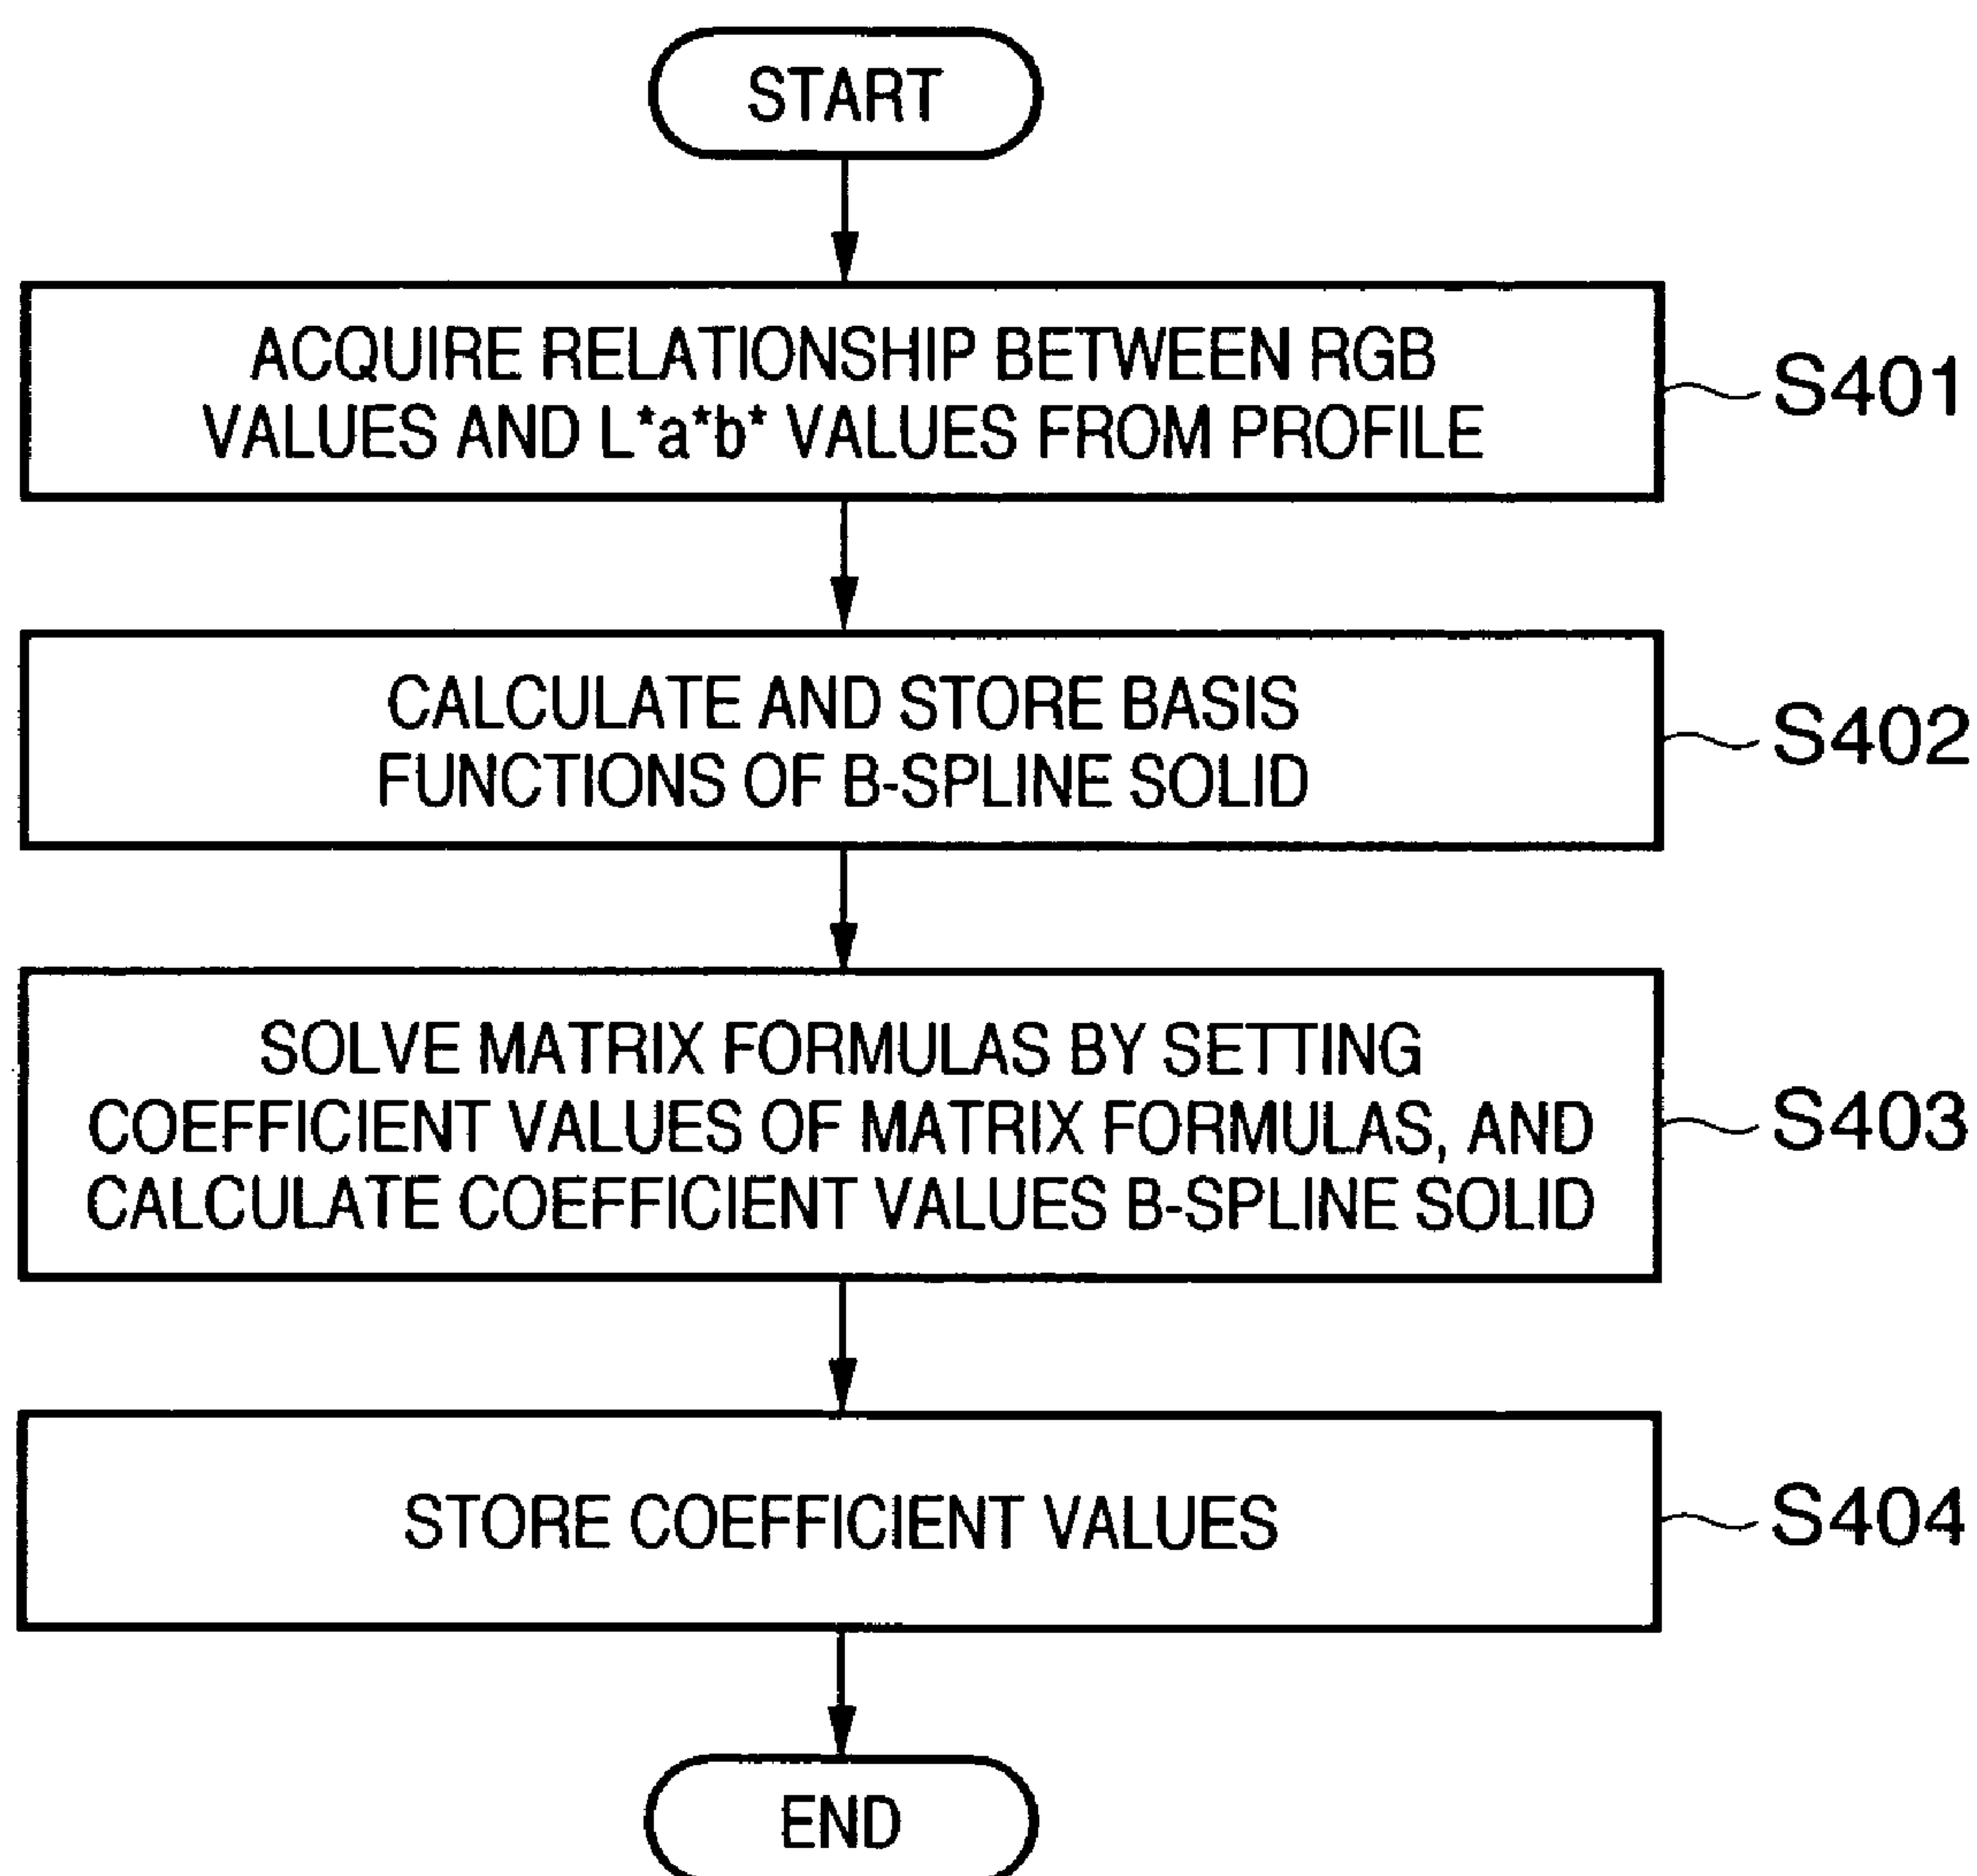 START
ACQUIRE RELATIONSHIP BETWEEN RGB
VALUES AND L*a*b* VALUES FROM PROFILE
S401
CALCULATE AND STORE BASIS
FUNCTIONS OF B-SPLINE SOLID
S402
SOLVE MATRIX FORMULAS BY SETTING
COEFFICIENT VALUES OF MATRIX FORMULAS, AND
CALCULATE COEFFICIENT VALUES B-SPLINE SOLID
S403
STORE COEFFICIENT VALUES
S404
END